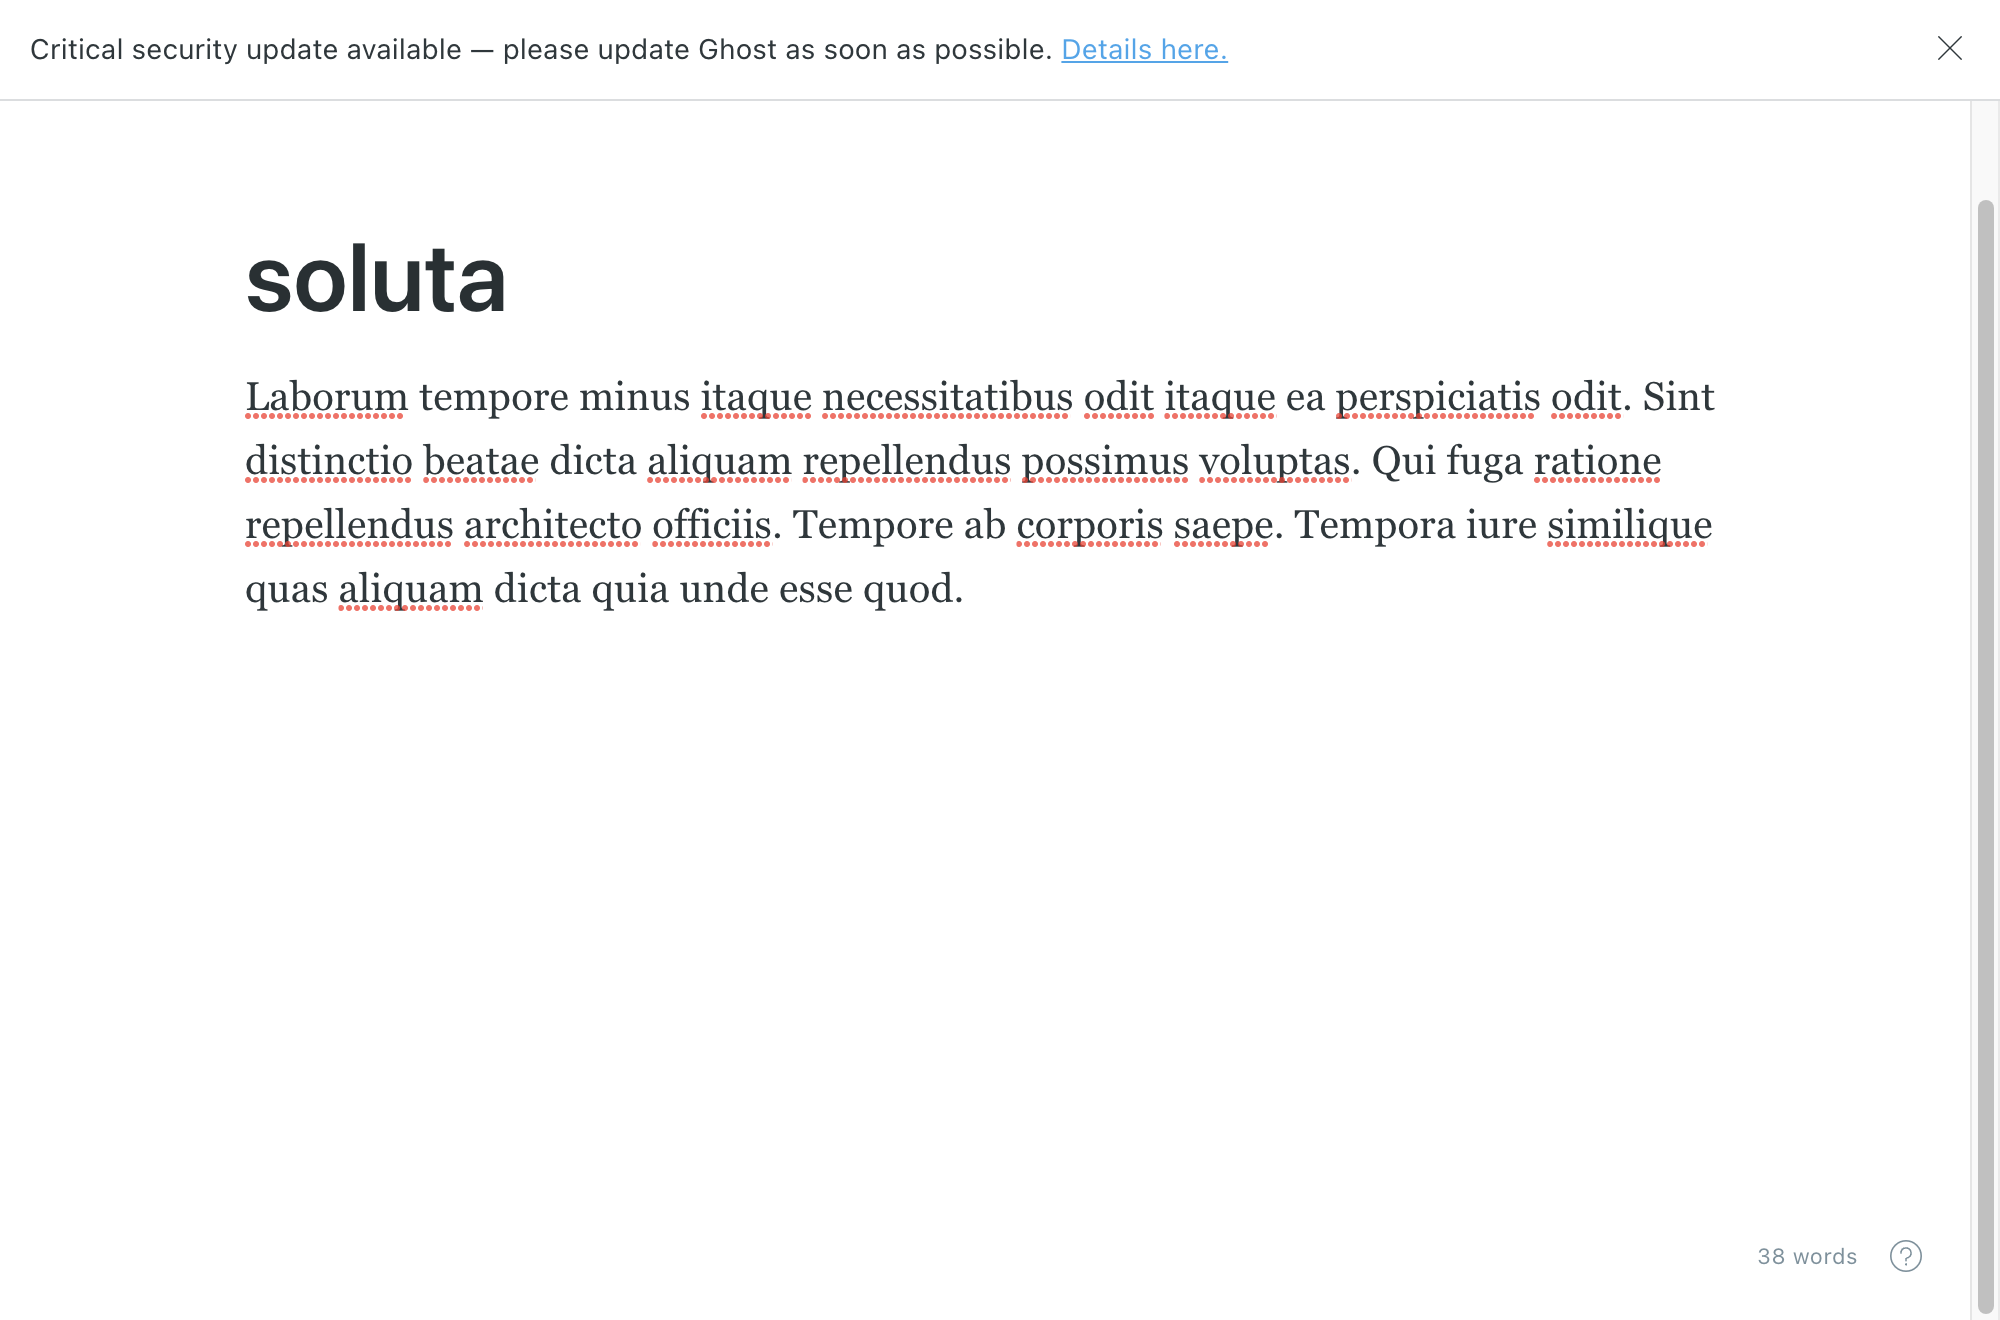 Critical security update available — please update Ghost as soon as possible. Details here.
soluta
Laborum tempore minus itaque necessitatibus odit itaque ea perspiciatis odit. Sint
distinctio beatae dicta aliquam repellendus possimus voluptas. Qui fuga ratione
repellendus architecto officiis. Tempore ab corporis saepe. Tempora iure similique
quas aliquam dicta quia unde esse quod.
38 words
?